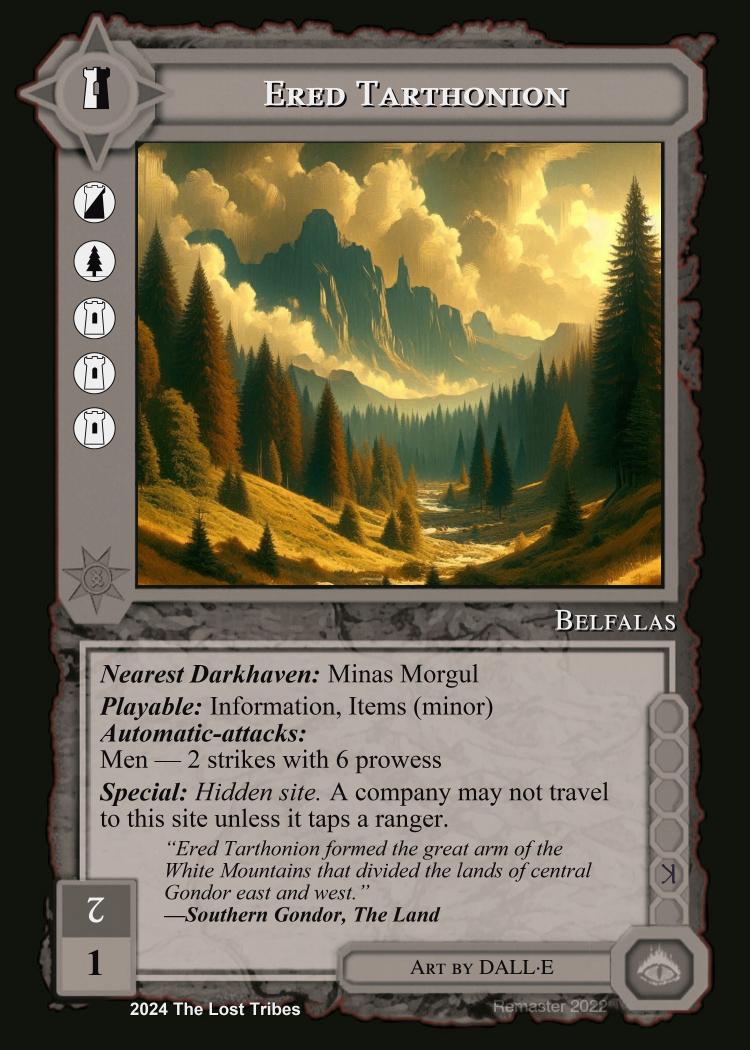 Ered Tarthonion
Belfalas
Nearest Darkhaven: Minas Morgul
Playable: Information, Items (minor)
Automatic-attacks:
Men — 2 strikes with 6 prowess
Special: Hidden site. A company may not travel
to this site unless it taps a ranger.
“Ered Tarthonion formed the great arm of the
White Mountains that divided the lands of central
Gondor east and west.”
—Southern Gondor, The Land
2
1
Art by DALL·E
2024 The Lost Tribes
Remaster 2022